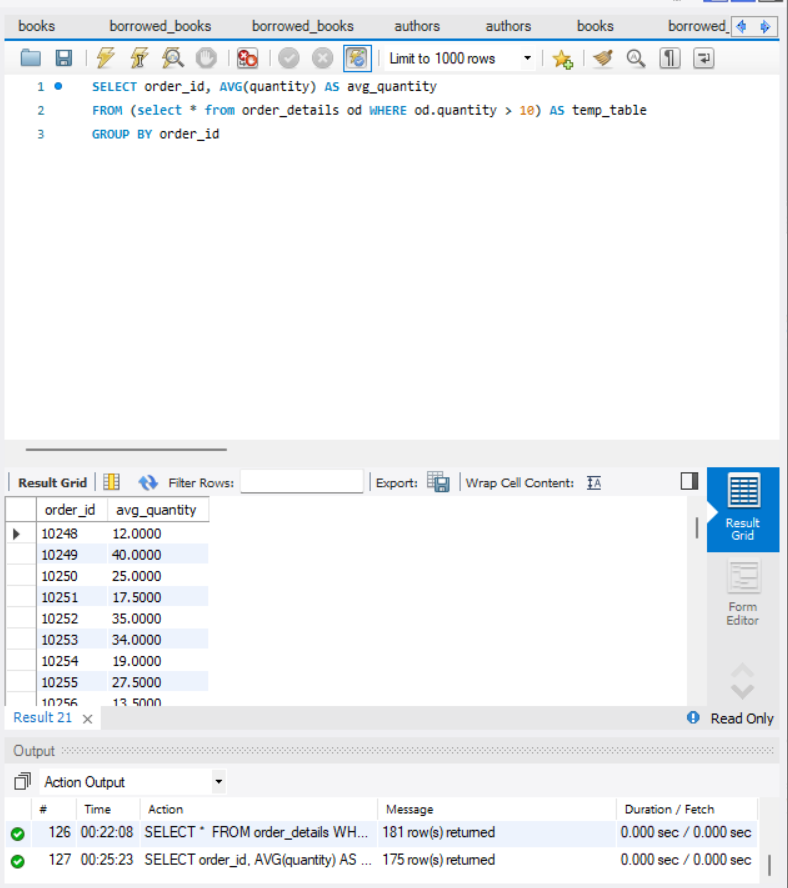 books borrowed_books borrowed_books authors authors books borrowed_
Limit to 1000 rows
1 SELECT order_id, AVG(quantity) AS avg_quantity
2 FROM (select * from order_details od WHERE od.quantity > 10) AS temp_table
3 GROUP BY order_id
Result Grid Filter Rows: Export: Wrap Cell Content: IA
order_id avg_quantity
10248 12.0000
10249 40.0000
10250 25.0000
10251 17.5000
10252 35.0000
10253 34.0000
10254 19.0000
10255 27.5000
10256 13.5000
Result
Grid
Form
Editor
Result 21 Read Only
Output
Action Output
# Time Action Message Duration / Fetch
126 00:22:08 SELECT * FROM order_details WH... 181 row(s) returned 0.000 sec / 0.000 sec
127 00:25:23 SELECT order_id, AVG(quantity) AS ... 175 row(s) returned 0.000 sec / 0.000 sec